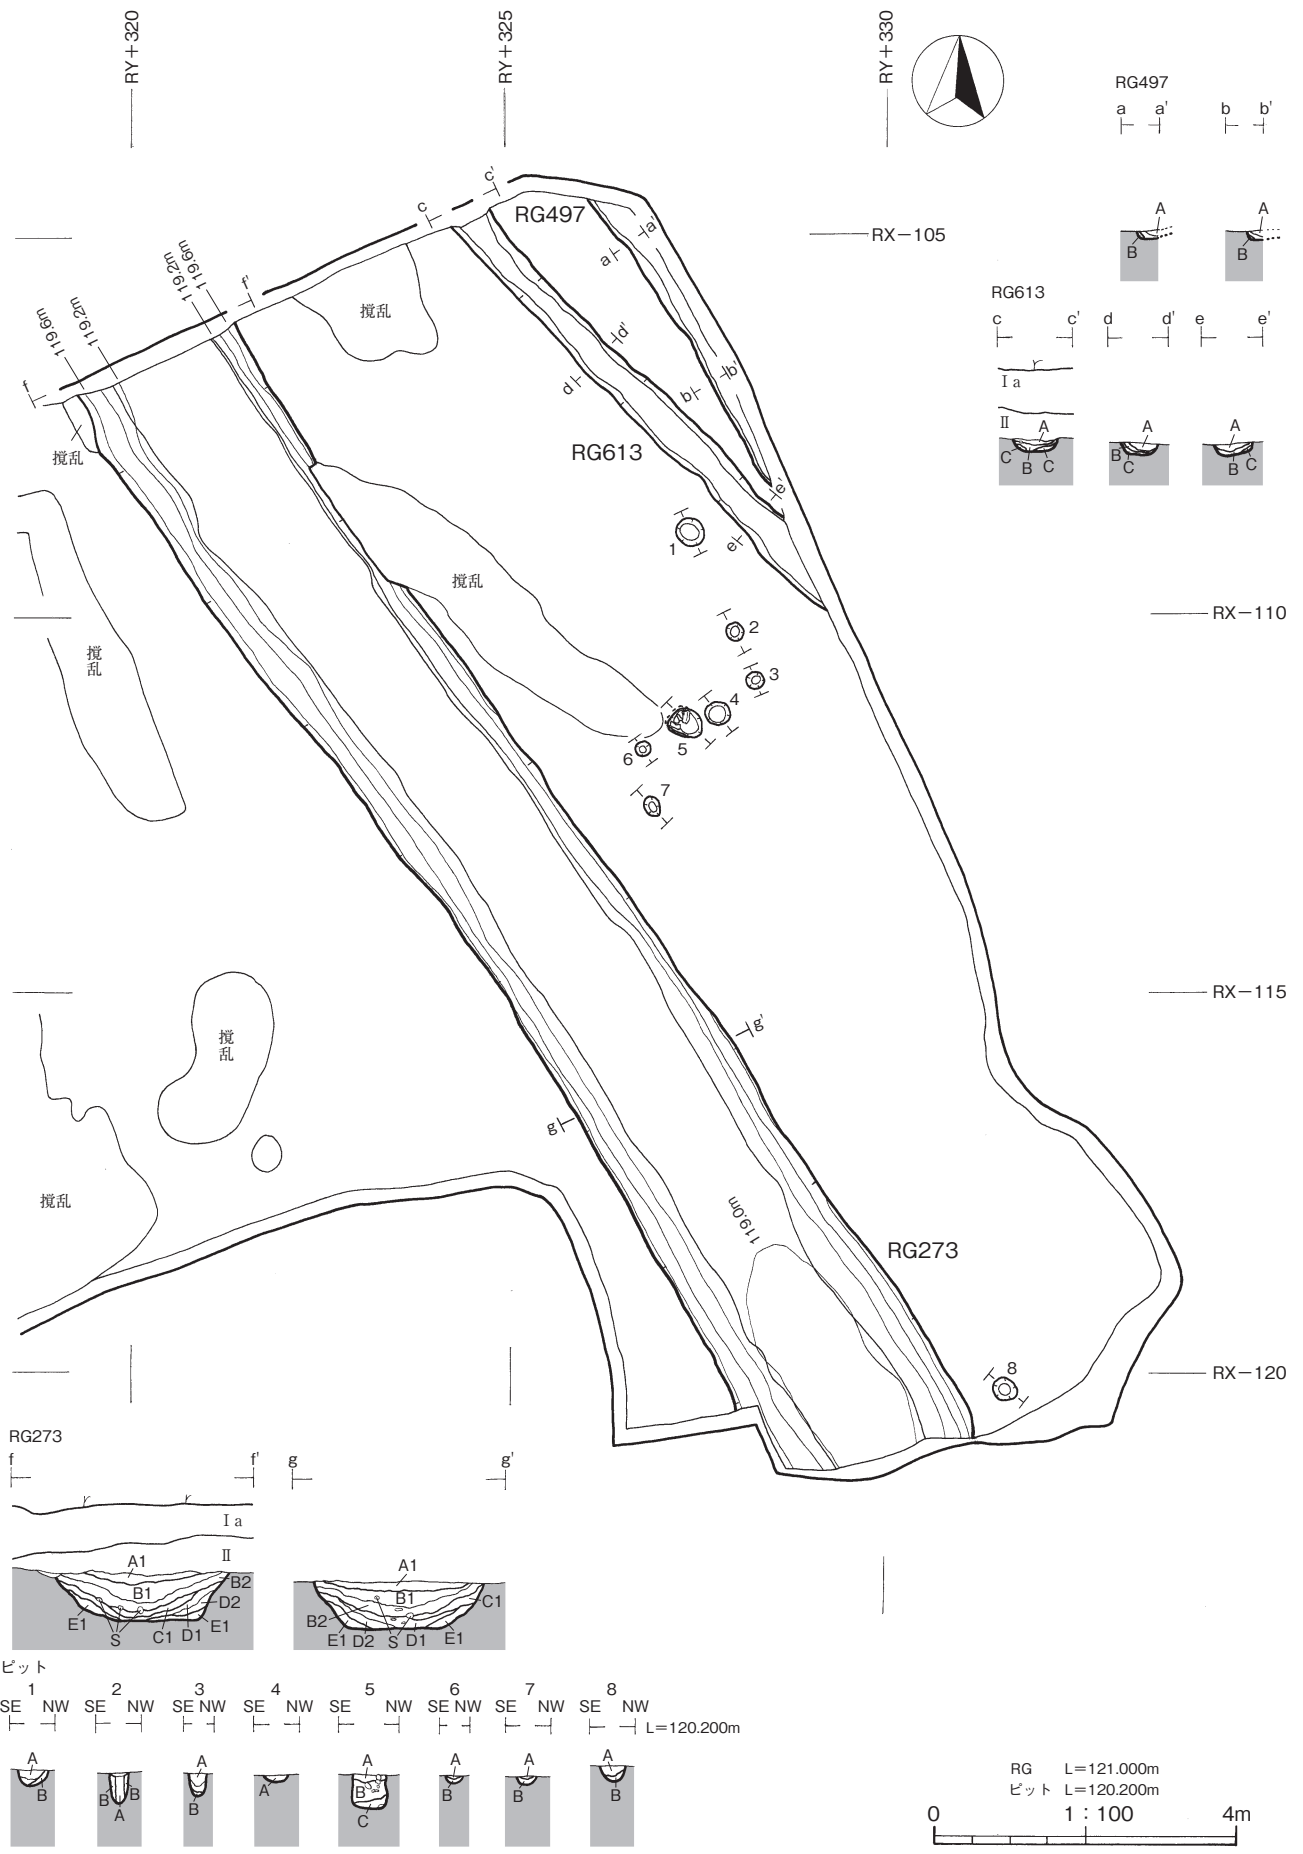 RY＋320
RY＋325
RY＋330
RG497
a a' b b'
A A
B B
RX－105
RG613
c c' d d' e e'
Ⅰa
Ⅱ
A A A
C B C B C B C
c c'
RG497
a a'
119.6m
119.2m
119.2m
119.6m
f f'
撹乱
d d'
b b'
撹乱
RG613
e e'
1
撹乱
撹乱
RX－110
2
3
4
5
6
7
RX－115
撹乱
g g'
撹乱
119.0m
RG273
8
RX－120
RG273
f f' g g'
Ⅰa
Ⅱ
A1 B1 B2 D2 E1 S C1 D1 E1
A1 B1 C1 B2 E1 D2 S D1 E1
ピット
1 2 3 4 5 6 7 8
SE NW SE NW SE NW SE NW SE NW SE NW SE NW SE NW
L＝120.200m
A B
B A B
A B
A
A B C
A B
A B
A B
RG L＝121.000m
ピット L＝120.200m
0 1：100 4m